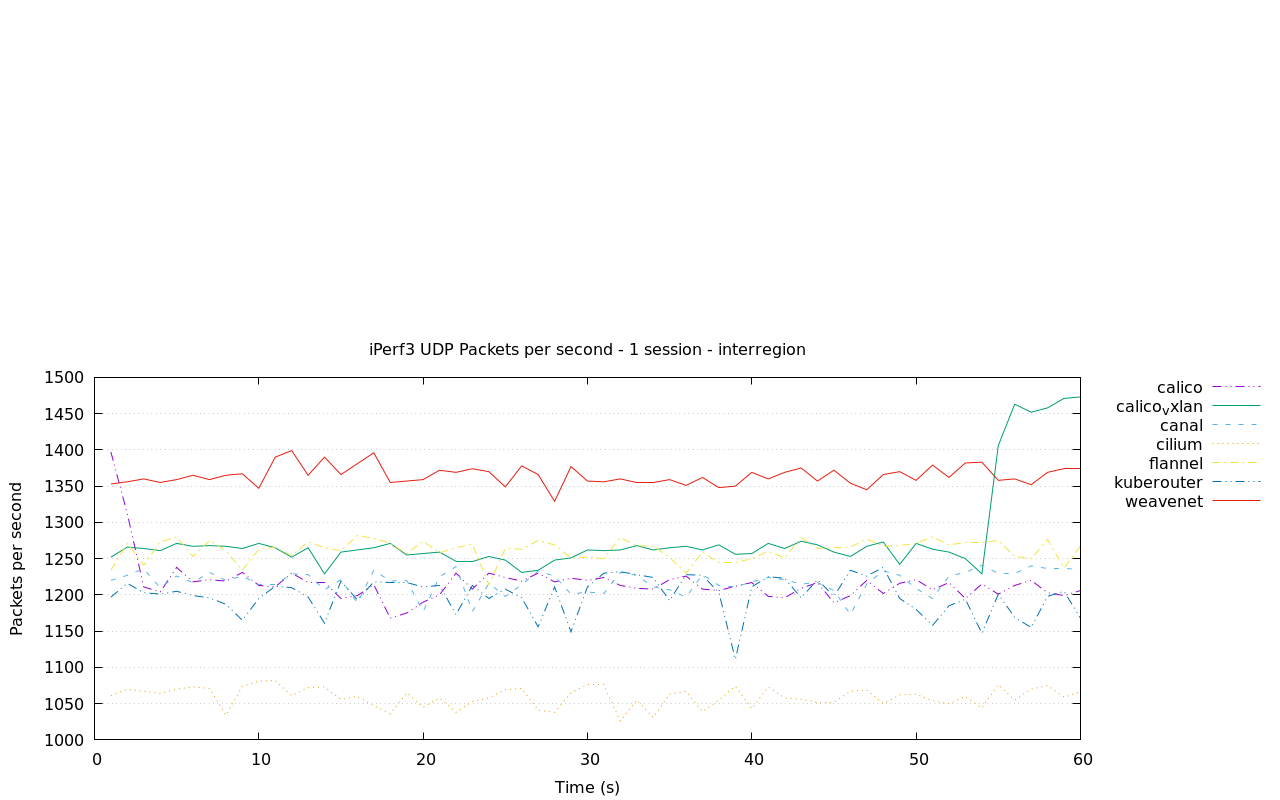 iPerf3 UDP Packets per second - 1 session - interregion
1500
1450
1400
1350
1300
1250
1200
1150
1100
1050
1000
Packets per second
0 10 20 30 40 50 60
Time (s)
calico
calicovxlan
canal
cilium
flannel
kuberouter
weavenet